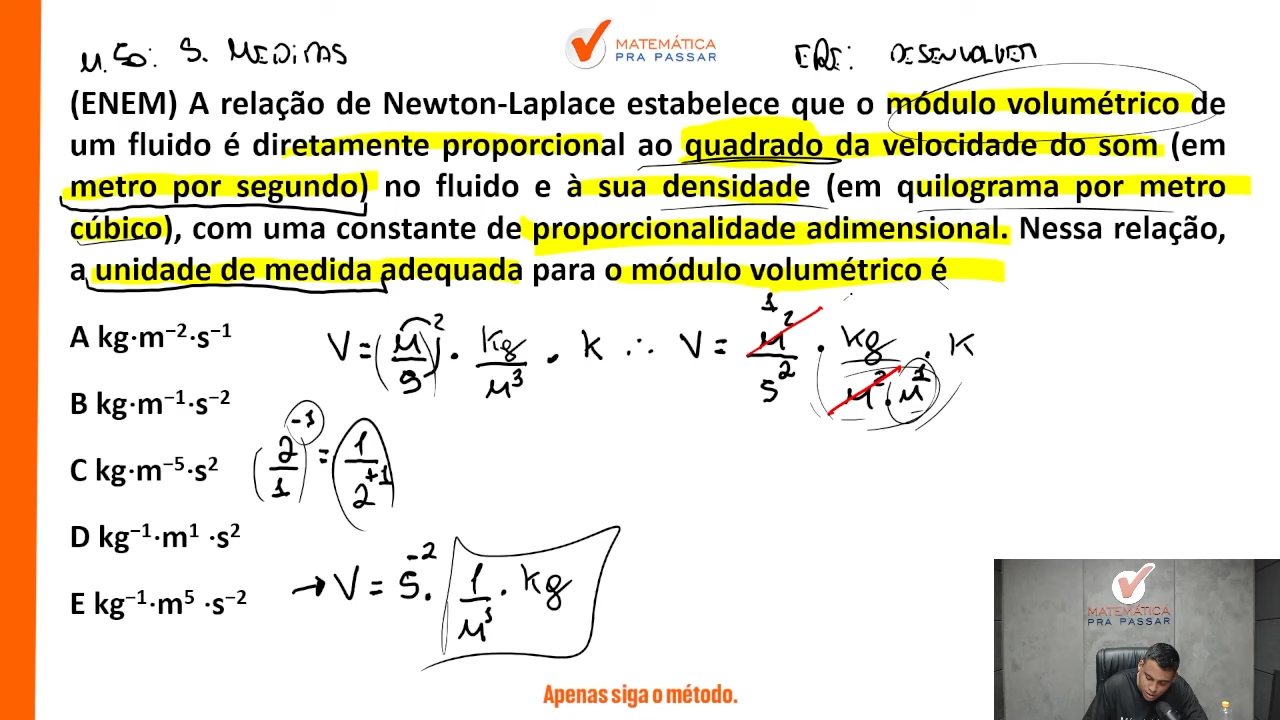 M. SO: S. MEDIDAS
MATEMÁTICA
PRA PASSAR
ERE: DESENVOLVER
(ENEM) A relação de Newton-Laplace estabelece que o módulo volumétrico de
um fluido é diretamente proporcional ao quadrado da velocidade do som (em
metro por segundo) no fluido e à sua densidade (em quilograma por metro
cúbico), com uma constante de proporcionalidade adimensional. Nessa relação,
a unidade de medida adequada para o módulo volumétrico é
A kg·m⁻²·s⁻¹
B kg·m⁻¹·s⁻²
C kg·m⁻⁵·s²
D kg⁻¹·m¹ ·s²
E kg⁻¹·m⁵ ·s⁻²
V = (M/S)² · kg/M³ · K ∴ V = M²/S² · kg/M²·M¹ · K
1
(2/1)⁻¹ = 1/2⁺¹
→ V = S⁻² · 1/M¹ · kg
MATEMÁTICA
PRA PASSAR
Apenas siga o método.